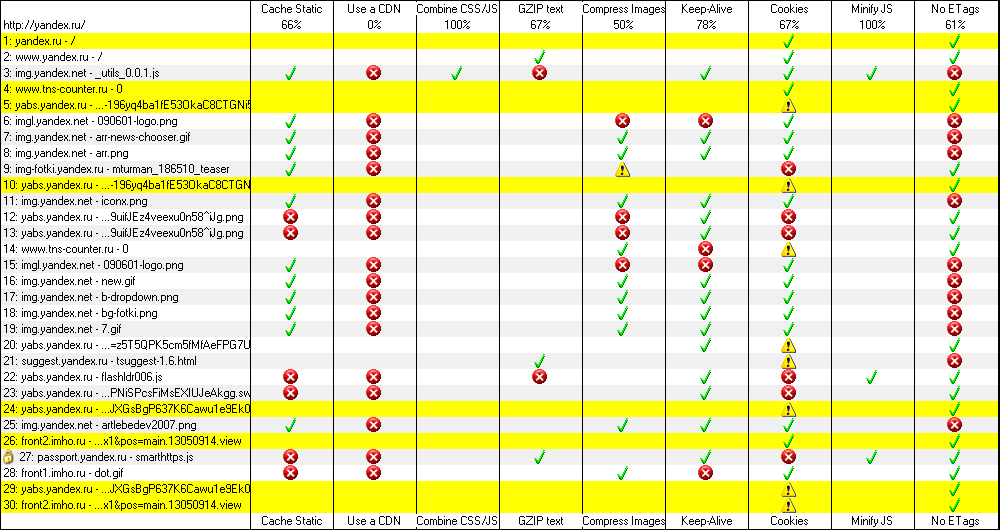 Cache Static Use a CDN Combine CSS/JS GZIP text Compress Images Keep-Alive Cookies Minify JS No ETags
http://yandex.ru/ 66% 0% 100% 67% 50% 78% 67% 100% 61%
1: yandex.ru - /
2: www.yandex.ru - /
3: img.yandex.net - _utils_0.0.1.js
4: www.tns-counter.ru - 0
5: yabs.yandex.ru - ...-196yq4ba1fE53OkaC8CTGNi5
6: imgl.yandex.net - 090601-logo.png
7: img.yandex.net - arr-news-chooser.gif
8: img.yandex.net - arr.png
9: img-fotki.yandex.ru - mturman_186510_teaser
10: yabs.yandex.ru - ...-196yq4ba1fE53OkaC8CTGN
11: img.yandex.net - iconx.png
12: yabs.yandex.ru - ...9uifJEz4veexu0n58^iJg.png
13: yabs.yandex.ru - ...9uifJEz4veexu0n58^iJg.png
14: www.tns-counter.ru - 0
15: imgl.yandex.net - 090601-logo.png
16: img.yandex.net - new.gif
17: img.yandex.net - b-dropdown.png
18: img.yandex.net - bg-fotki.png
19: img.yandex.net - 7.gif
20: yabs.yandex.ru - ...=z5T5QPK5cm5fMfAeFPG7U
21: suggest.yandex.ru - tsuggest-1.6.html
22: yabs.yandex.ru - flashldr006.js
23: yabs.yandex.ru - ...PNiSPcsFiMsEXIUJeAkgg.sw
24: yabs.yandex.ru - ...JXGsBgP637K6Cawu1e9Ek0
25: img.yandex.net - artlebedev2007.png
26: front2.imho.ru - ...x1&pos=main.13050914.view
27: passport.yandex.ru - smarthttps.js
28: front1.imho.ru - dot.gif
29: yabs.yandex.ru - ...JXGsBgP637K6Cawu1e9Ek0
30: front2.imho.ru - ...x1&pos=main.13050914.view
Cache Static Use a CDN Combine CSS/JS GZIP text Compress Images Keep-Alive Cookies Minify JS No ETags